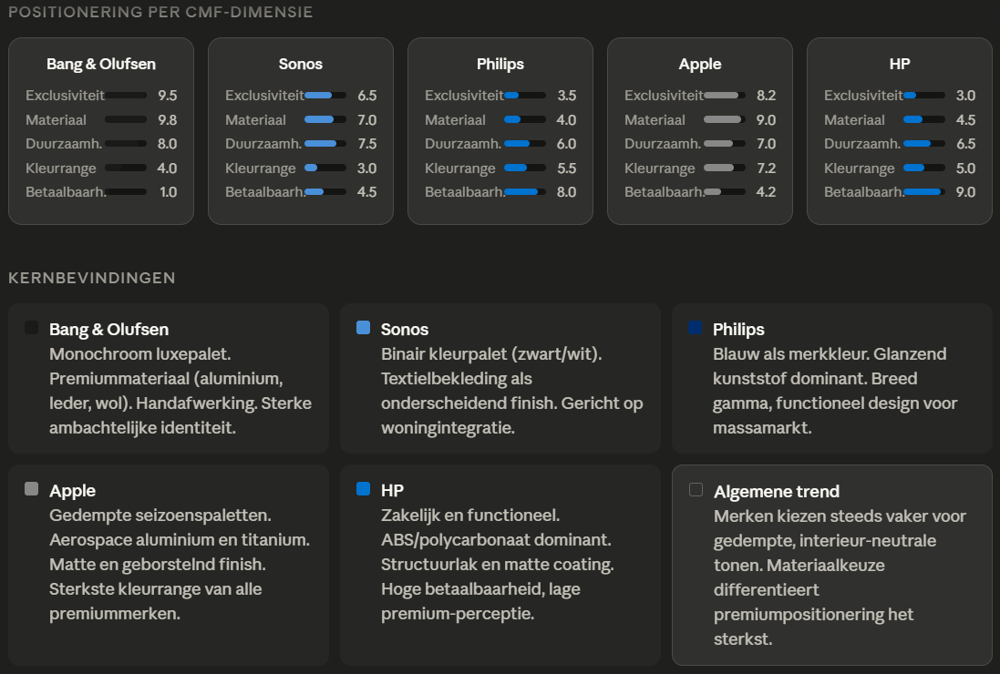 POSITIONERING PER CMF-DIMENSIE
Bang & Olufsen
Exclusiviteit 9.5
Materiaal 9.8
Duurzaamh. 8.0
Kleurrange 4.0
Betaalbaarh. 1.0
Sonos
Exclusiviteit 6.5
Materiaal 7.0
Duurzaamh. 7.5
Kleurrange 3.0
Betaalbaarh. 4.5
Philips
Exclusiviteit 3.5
Materiaal 4.0
Duurzaamh. 6.0
Kleurrange 5.5
Betaalbaarh. 8.0
Apple
Exclusiviteit 8.2
Materiaal 9.0
Duurzaamh. 7.0
Kleurrange 7.2
Betaalbaarh. 4.2
HP
Exclusiviteit 3.0
Materiaal 4.5
Duurzaamh. 6.5
Kleurrange 5.0
Betaalbaarh. 9.0
KERNBEVINDINGEN
Bang & Olufsen
Monochroom luxepalet.
Premiummateriaal (aluminium,
leder, wol). Handafwerking. Sterke
ambachtelijke identiteit.
Sonos
Binair kleurpalet (zwart/wit).
Textielbekleding als
onderscheidend finish. Gericht op
woningintegratie.
Philips
Blauw als merkkleur. Glanzend
kunststof dominant. Breed
gamma, functioneel design voor
massamarkt.
Apple
Gedempte seizoenspaletten.
Aerospace aluminium en titanium.
Matte en geborstelnd finish.
Sterkste kleurrange van alle
premiummerken.
HP
Zakelijk en functioneel.
ABS/polycarbonaat dominant.
Structuurlak en matte coating.
Hoge betaalbaarheid, lage
premium-perceptie.
Algemene trend
Merken kiezen steeds vaker voor
gedempte, interieur-neutrale
tonen. Materiaalkeuze
differentieert
premiumpositionering het
sterkst.